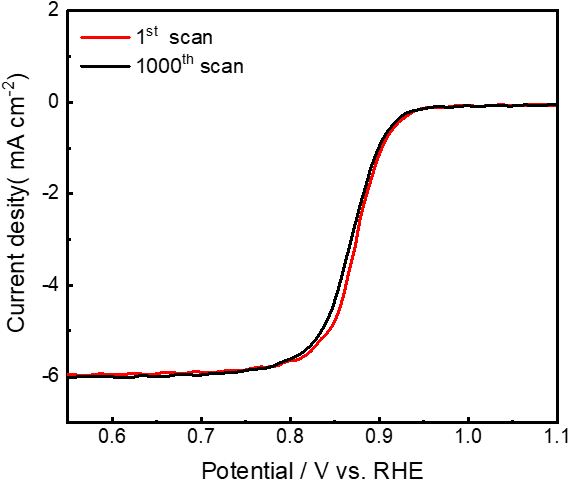 2
1st scan
1000th scan
0
-2
-4
-6
Current desity( mA cm-2)
0.6 0.7 0.8 0.9 1.0 1.1
Potential / V vs. RHE